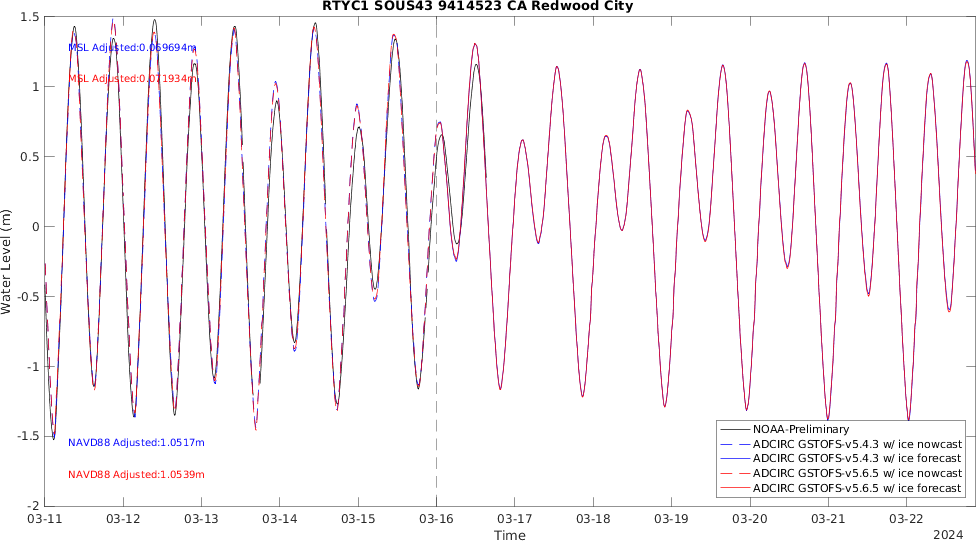 RTYC1 SOUS43 9414523 CA Redwood City
1.5
1
0.5
0
-0.5
-1
-1.5
-2
Water Level (m)
MSL Adjusted:0.069694m
MSL Adjusted:0.071934m
NAVD88 Adjusted:1.0517m
NAVD88 Adjusted:1.0539m
NOAA-Preliminary
ADCIRC GSTOFS-v5.4.3 w/ ice nowcast
ADCIRC GSTOFS-v5.4.3 w/ ice forecast
ADCIRC GSTOFS-v5.6.5 w/ ice nowcast
ADCIRC GSTOFS-v5.6.5 w/ ice forecast
03-11 03-12 03-13 03-14 03-15 03-16 03-17 03-18 03-19 03-20 03-21 03-22
Time
2024